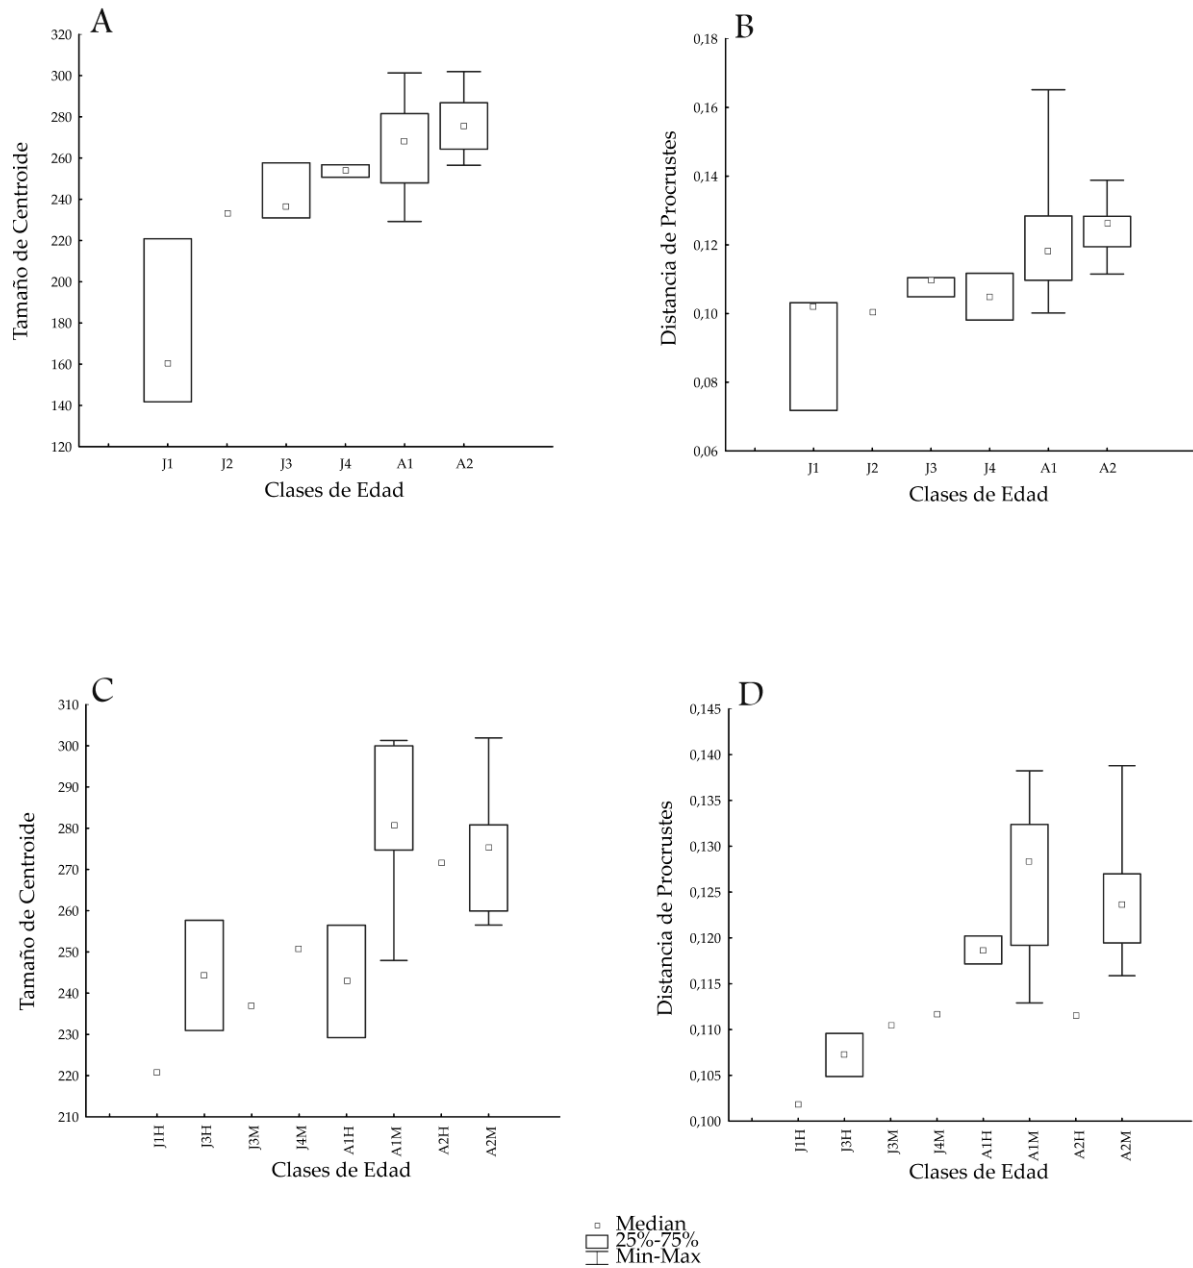 A
320
300
280
260
240
220
200
180
160
140
120
Tamaño de Centroide
J1 J2 J3 J4 A1 A2
Clases de Edad
B
0,18
0,16
0,14
0,12
0,10
0,08
0,06
Distancia de Procrustes
J1 J2 J3 J4 A1 A2
Clases de Edad
C
310
300
290
280
270
260
250
240
230
220
210
Tamaño de Centroide
J1H J3H J3M J4M A1H A1M A2H A2M
Clases de Edad
D
0,145
0,140
0,135
0,130
0,125
0,120
0,115
0,110
0,105
0,100
Distancia de Procrustes
J1H J3H J3M J4M A1H A1M A2H A2M
Clases de Edad
Median
25%-75%
Min-Max